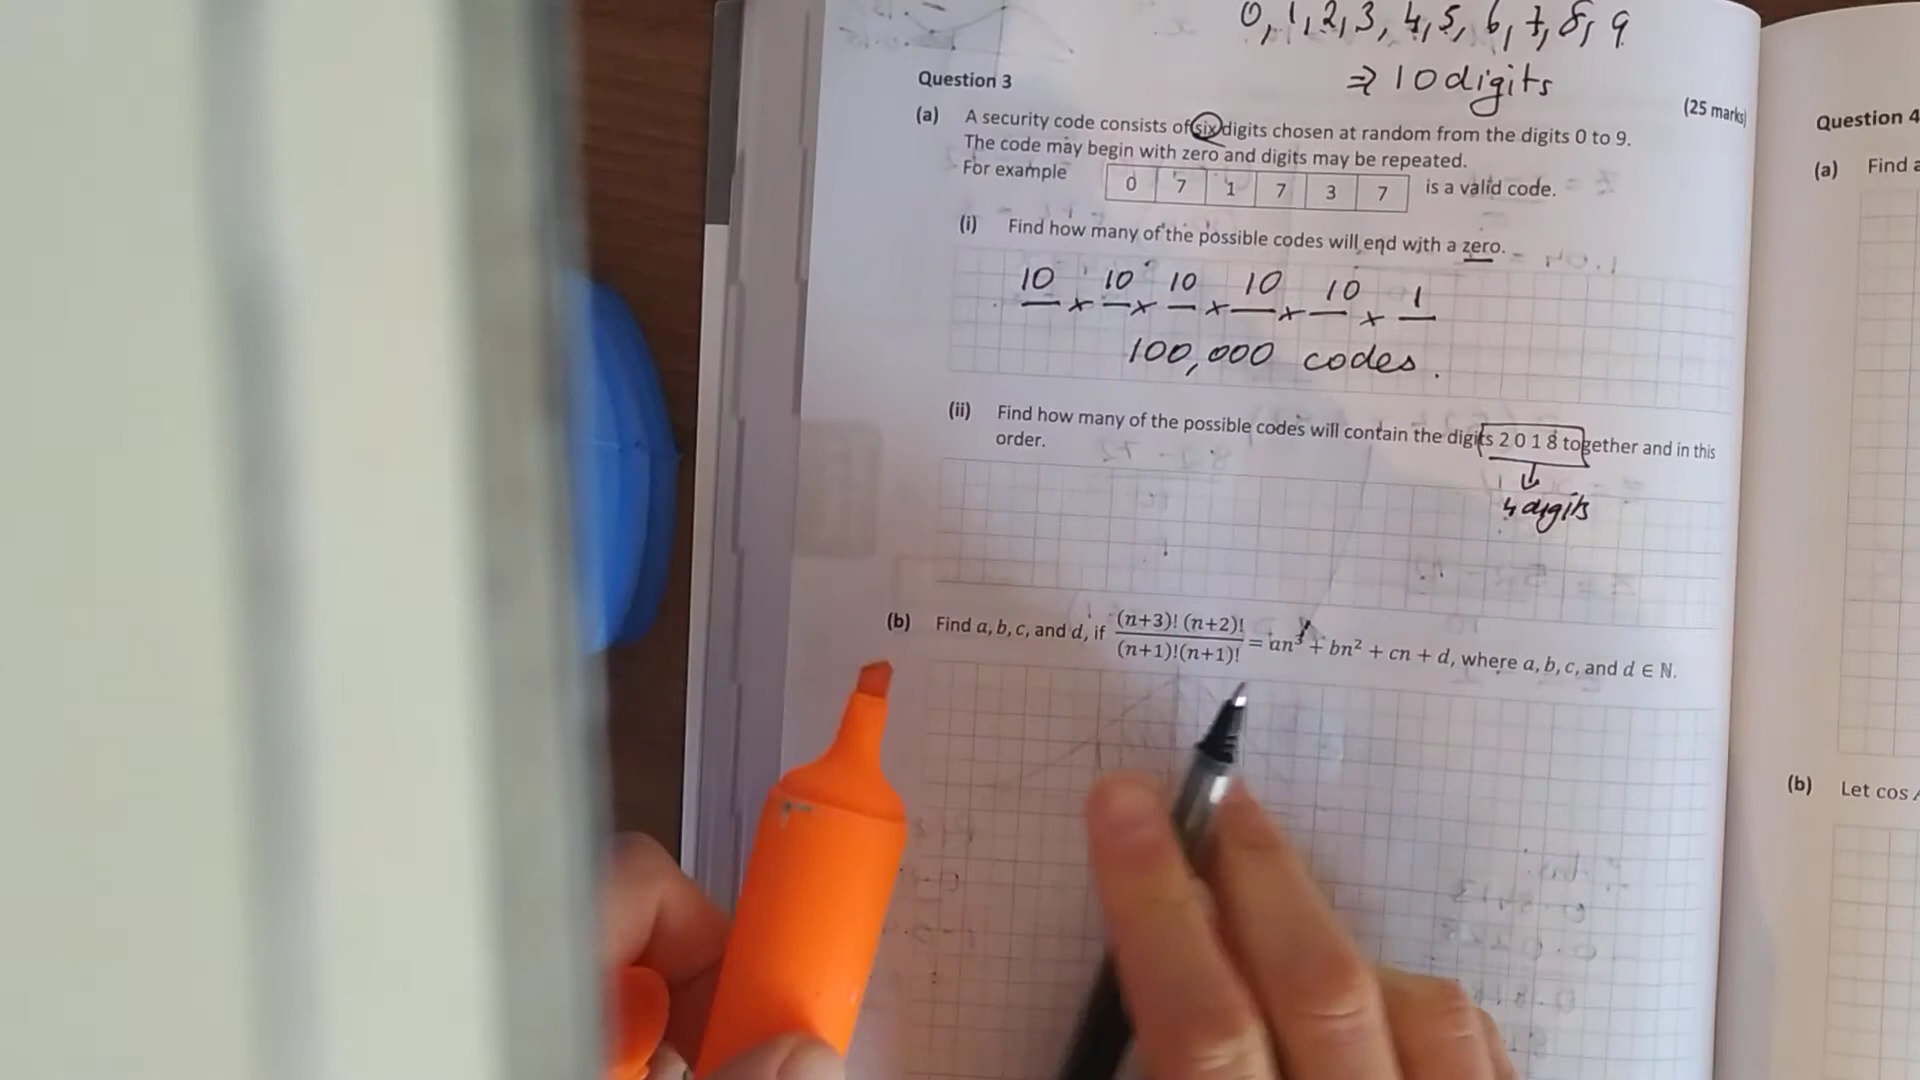 0, 1, 2, 3, 4, 5, 6, 7, 8, 9
⇒ 10 digits
Question 3
(25 marks)
(a) A security code consists of six digits chosen at random from the digits 0 to 9.
The code may begin with zero and digits may be repeated.
For example 0 7 1 7 3 7 is a valid code.
(i) Find how many of the possible codes will end with a zero.
10 × 10 × 10 × 10 × 10 × 1
100,000 codes.
(ii) Find how many of the possible codes will contain the digits 2 0 1 8 together and in this
order.
4 digits
(b) Find a, b, c, and d, if (n+3)! (n+2)! / (n+1)!(n+1)! = an³ + bn² + cn + d, where a, b, c, and d ∈ ℕ.
Question 4
(a) Find
(b) Let cos